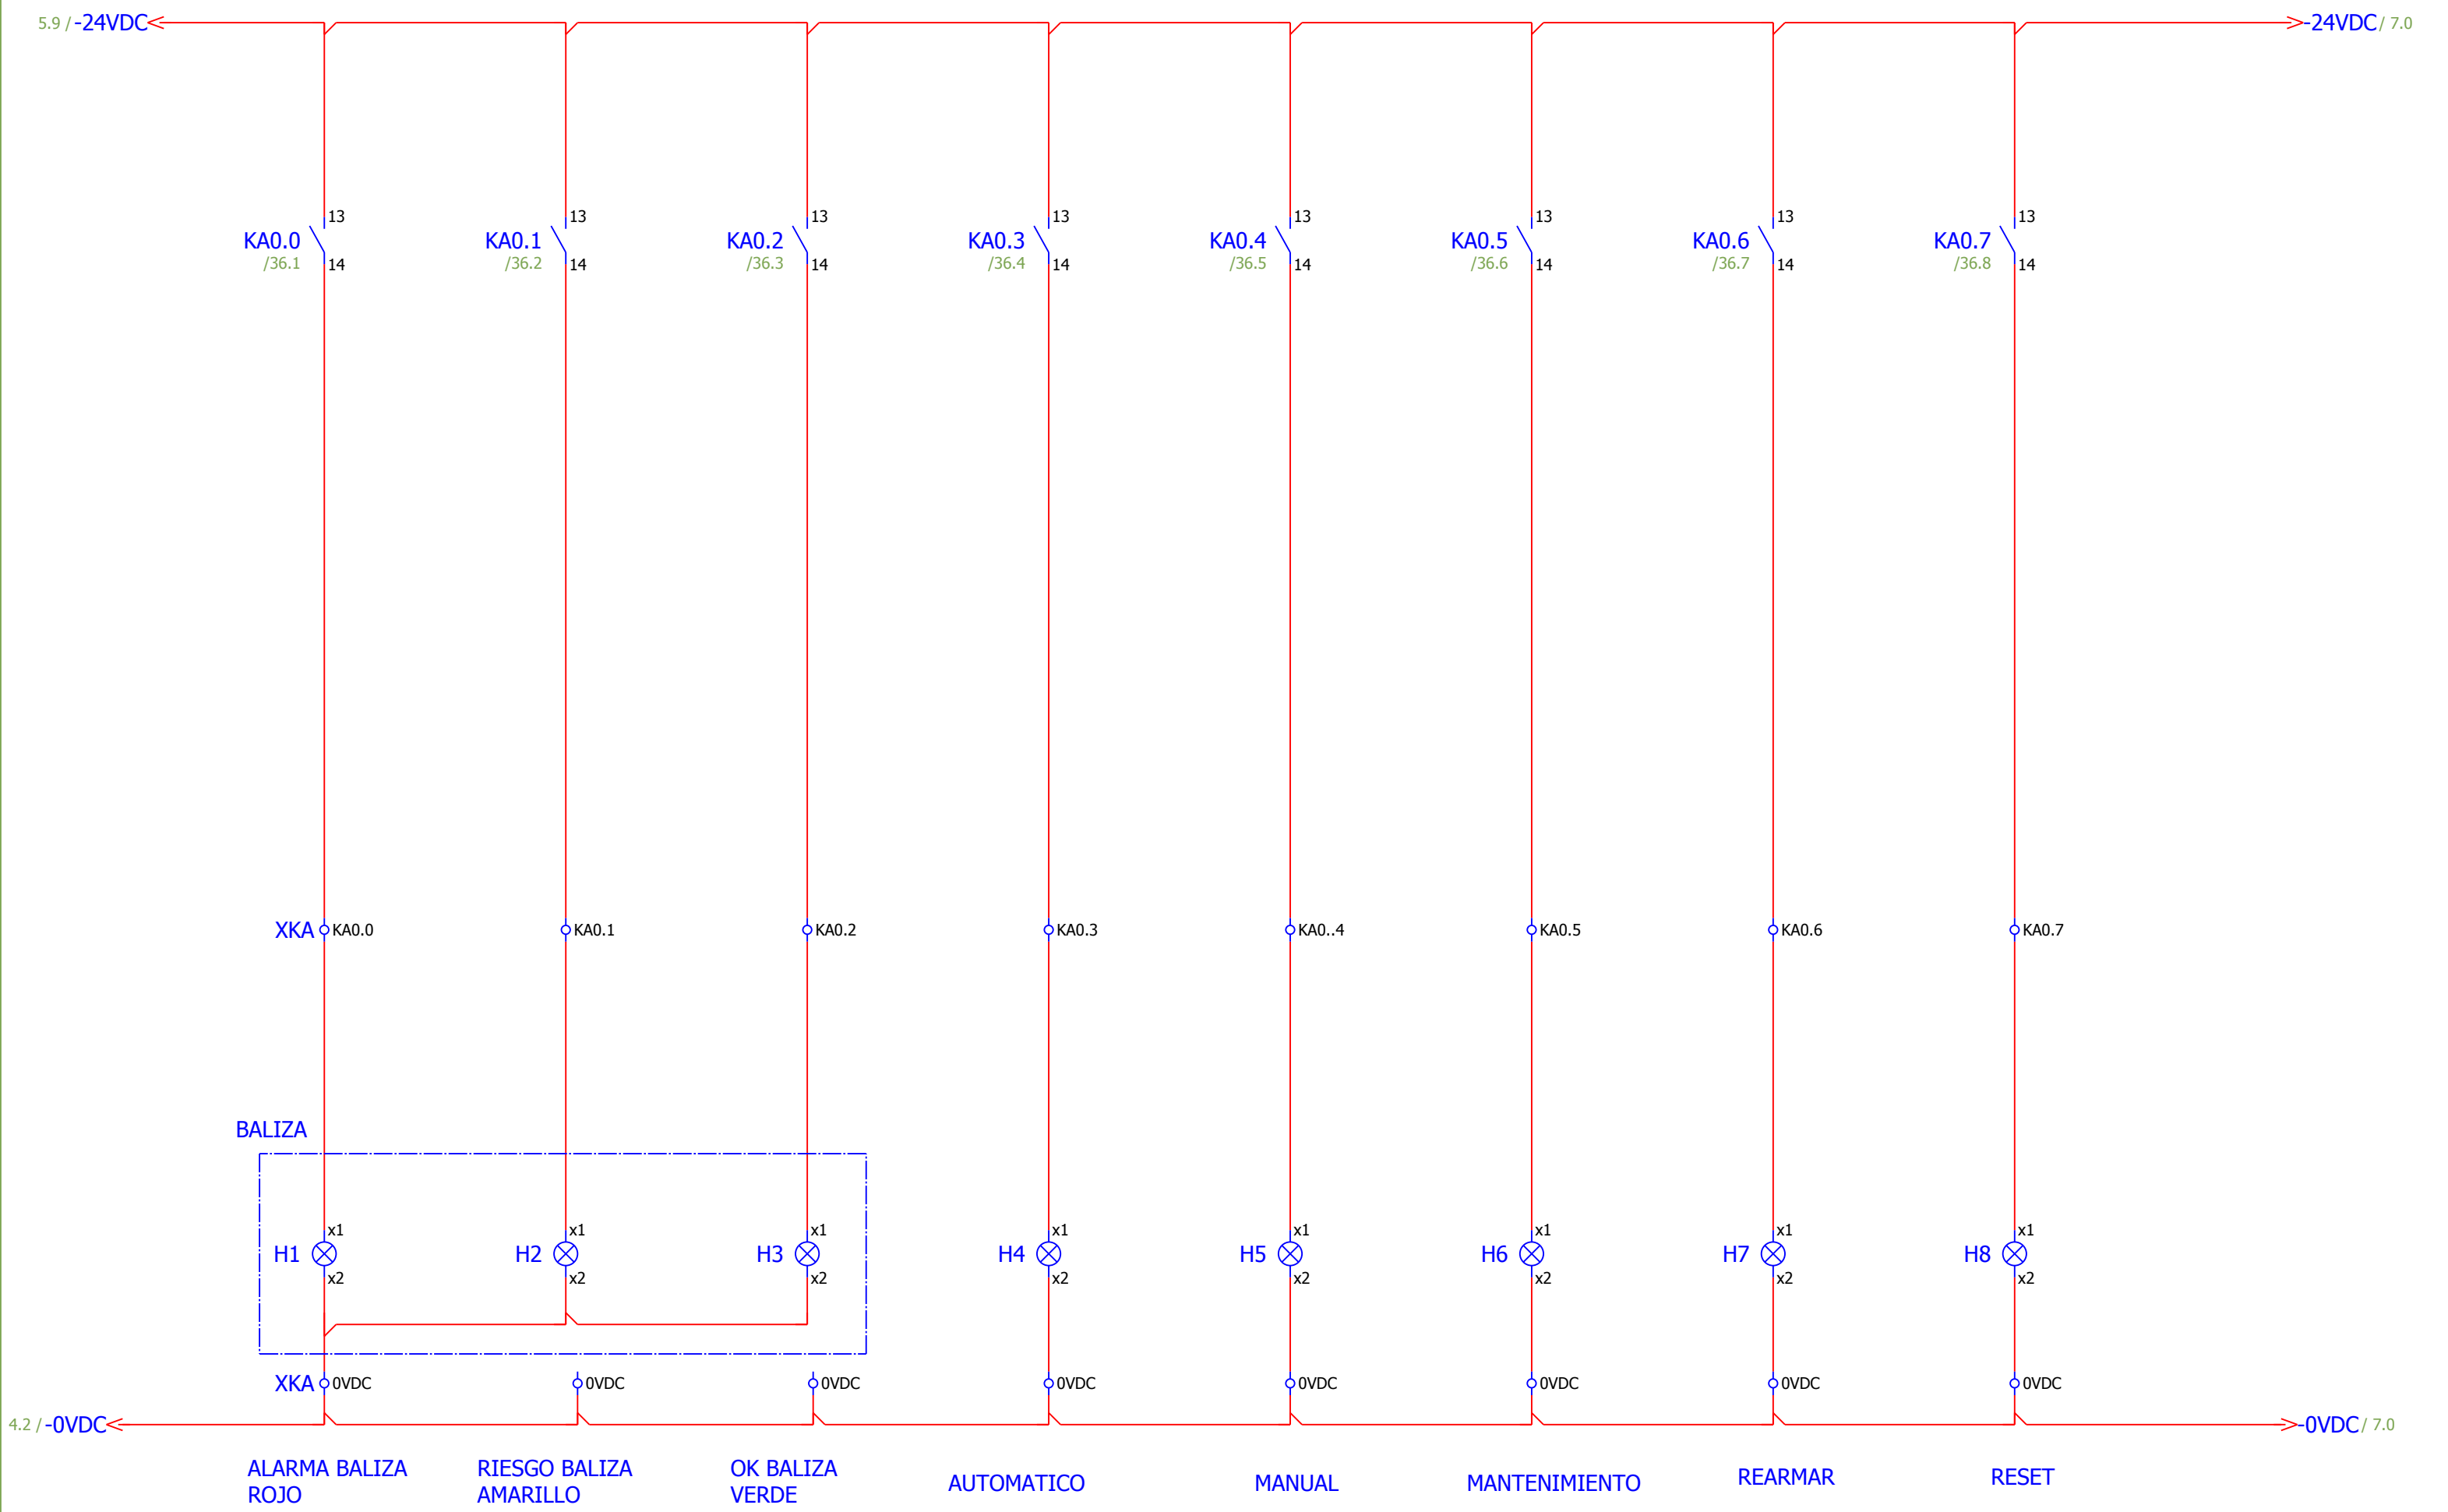 5.9 / -24VDC
-24VDC / 7.0
13 13 13 13 13 13 13 13
KA0.0 KA0.1 KA0.2 KA0.3 KA0.4 KA0.5 KA0.6 KA0.7
/36.1 14 /36.2 14 /36.3 14 /36.4 14 /36.5 14 /36.6 14 /36.7 14 /36.8 14
XKA KA0.0 KA0.1 KA0.2 KA0.3 KA0..4 KA0.5 KA0.6 KA0.7
BALIZA
x1 x1 x1 x1 x1 x1 x1 x1
H1 H2 H3 H4 H5 H6 H7 H8
x2 x2 x2 x2 x2 x2 x2 x2
XKA 0VDC 0VDC 0VDC 0VDC 0VDC 0VDC 0VDC 0VDC
4.2 / -0VDC
-0VDC / 7.0
ALARMA BALIZA
ROJO
RIESGO BALIZA
AMARILLO
OK BALIZA
VERDE
AUTOMATICO
MANUAL
MANTENIMIENTO
REARMAR
RESET